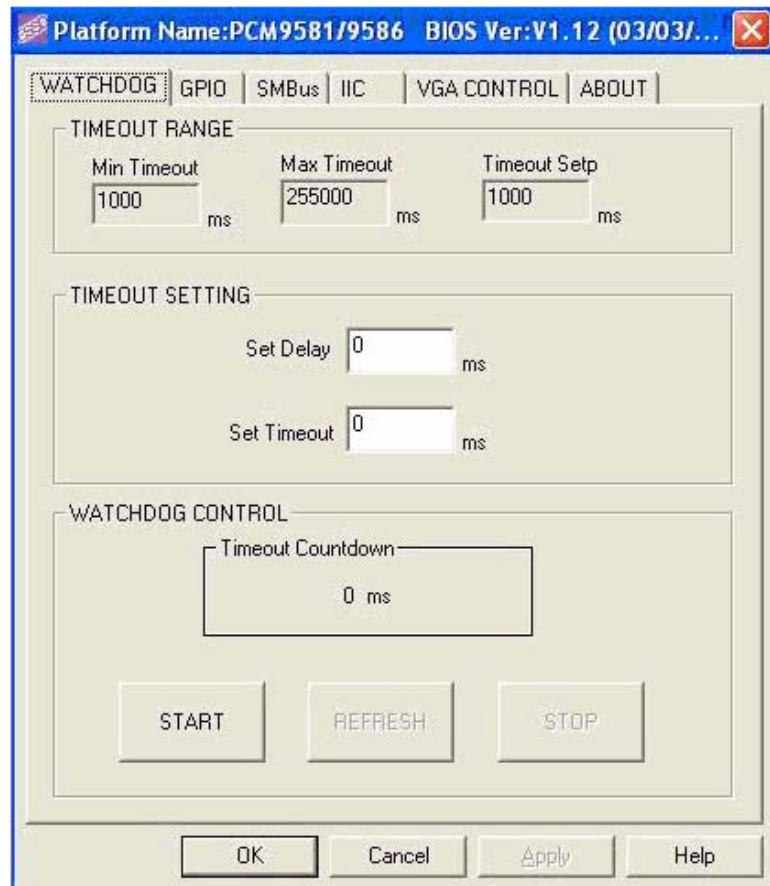 Platform Name:PCM9581/9586 BIOS Ver:V1.12 (03/03/...
WATCHDOG GPIO SMBus IIC VGA CONTROL ABOUT
TIMEOUT RANGE
Min Timeout Max Timeout Timeout Setp
1000 ms 255000 ms 1000 ms
TIMEOUT SETTING
Set Delay 0 ms
Set Timeout 0 ms
WATCHDOG CONTROL
Timeout Countdown
0 ms
START REFRESH STOP
OK Cancel Apply Help